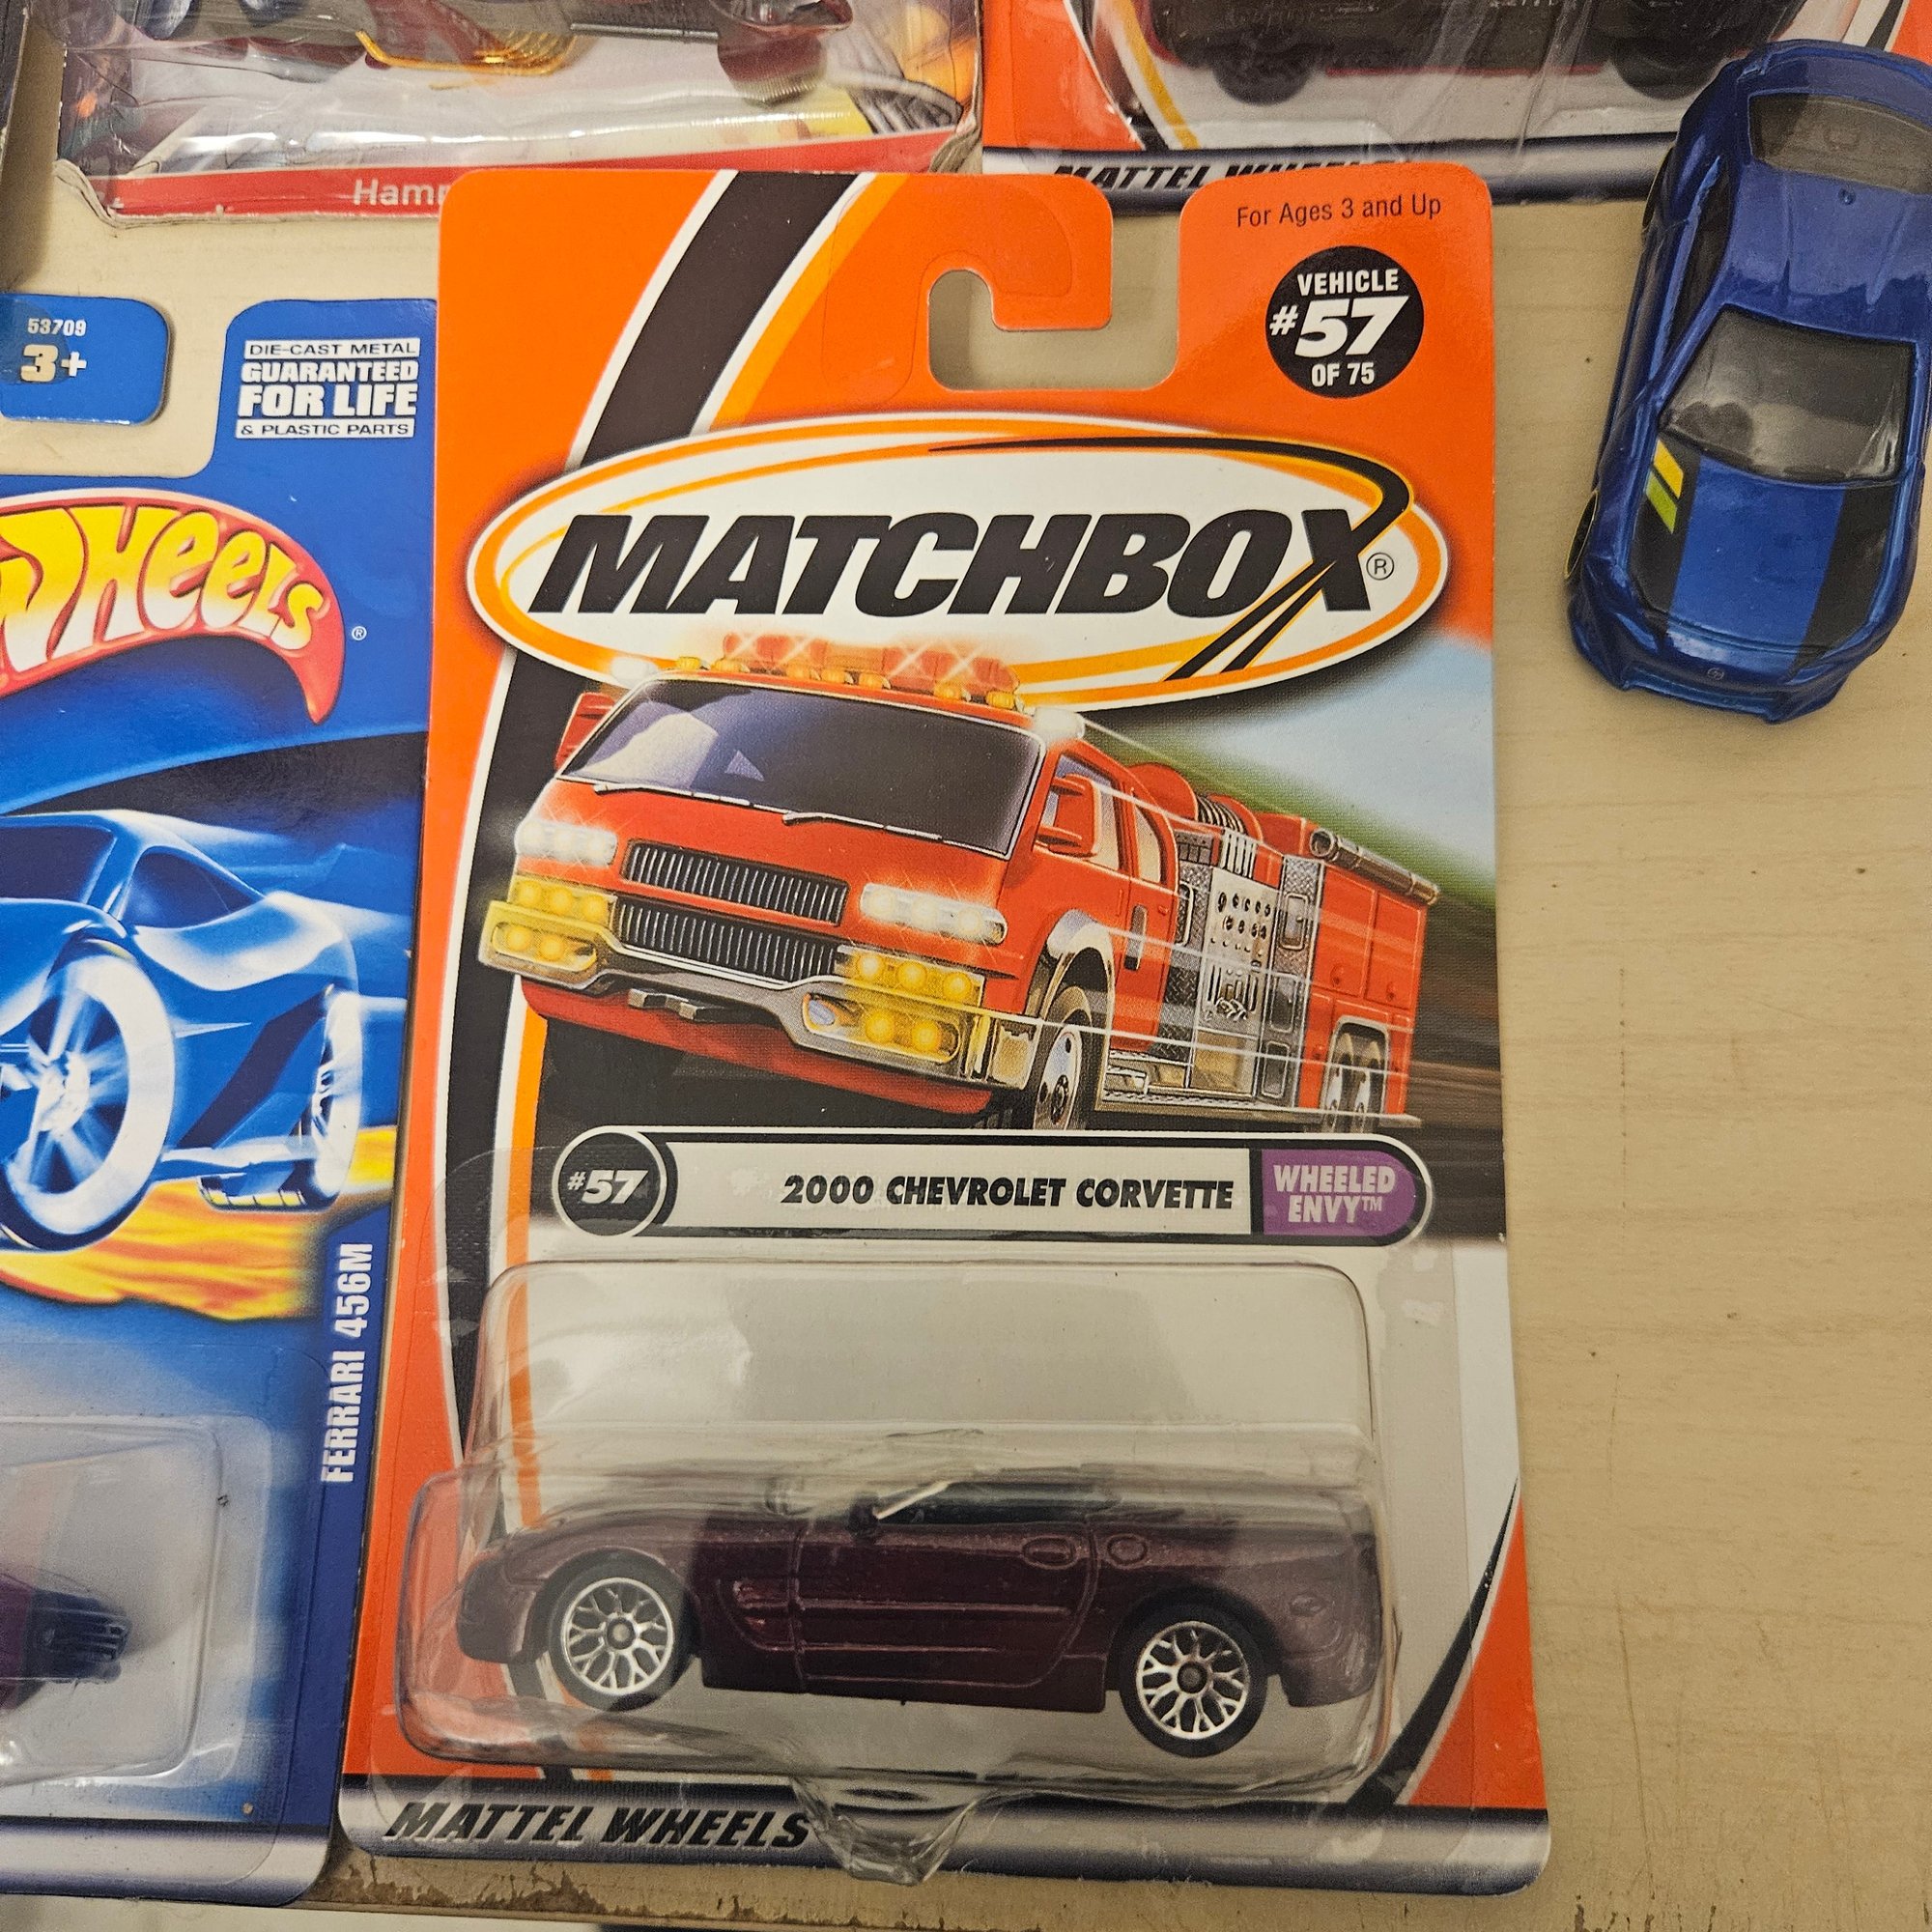 Hamm
MATTEL WHEELS
53709
3+
DIE-CAST METAL
GUARANTEED
FOR LIFE
& PLASTIC PARTS
WHeeLs®
FERRARI 456M
For Ages 3 and Up
VEHICLE
#57
OF 75
MATCHBOX®
#57
2000 CHEVROLET CORVETTE
WHEELED
ENVY™
MATTEL WHEELS